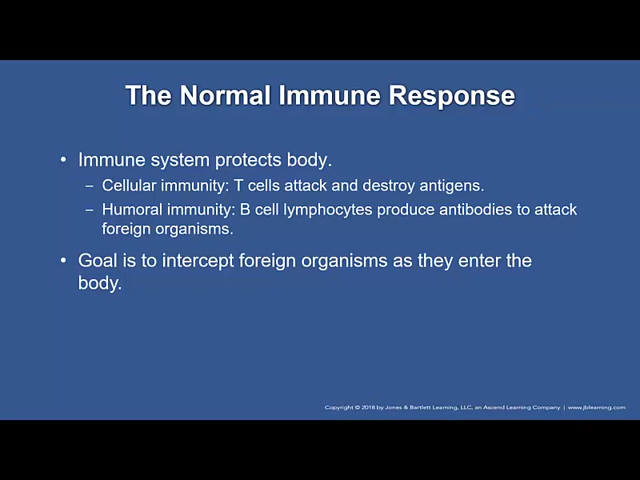 The Normal Immune Response
• Immune system protects body.
– Cellular immunity: T cells attack and destroy antigens.
– Humoral immunity: B cell lymphocytes produce antibodies to attack
foreign organisms.
• Goal is to intercept foreign organisms as they enter the
body.
Copyright © 2018 by Jones & Bartlett Learning, LLC, an Ascend Learning Company | www.jblearning.com